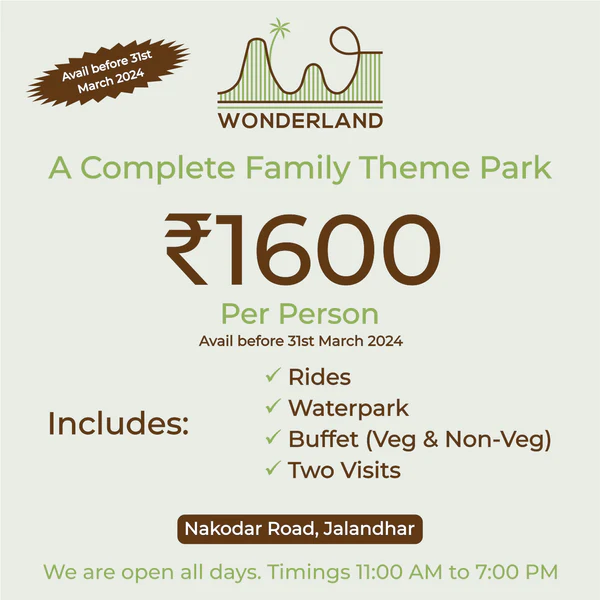 Avail before 31st
March 2024
WONDERLAND
A Complete Family Theme Park
₹1600
Per Person
Avail before 31st March 2024
Includes:
✓ Rides
✓ Waterpark
✓ Buffet (Veg & Non-Veg)
✓ Two Visits
Nakodar Road, Jalandhar
We are open all days. Timings 11:00 AM to 7:00 PM